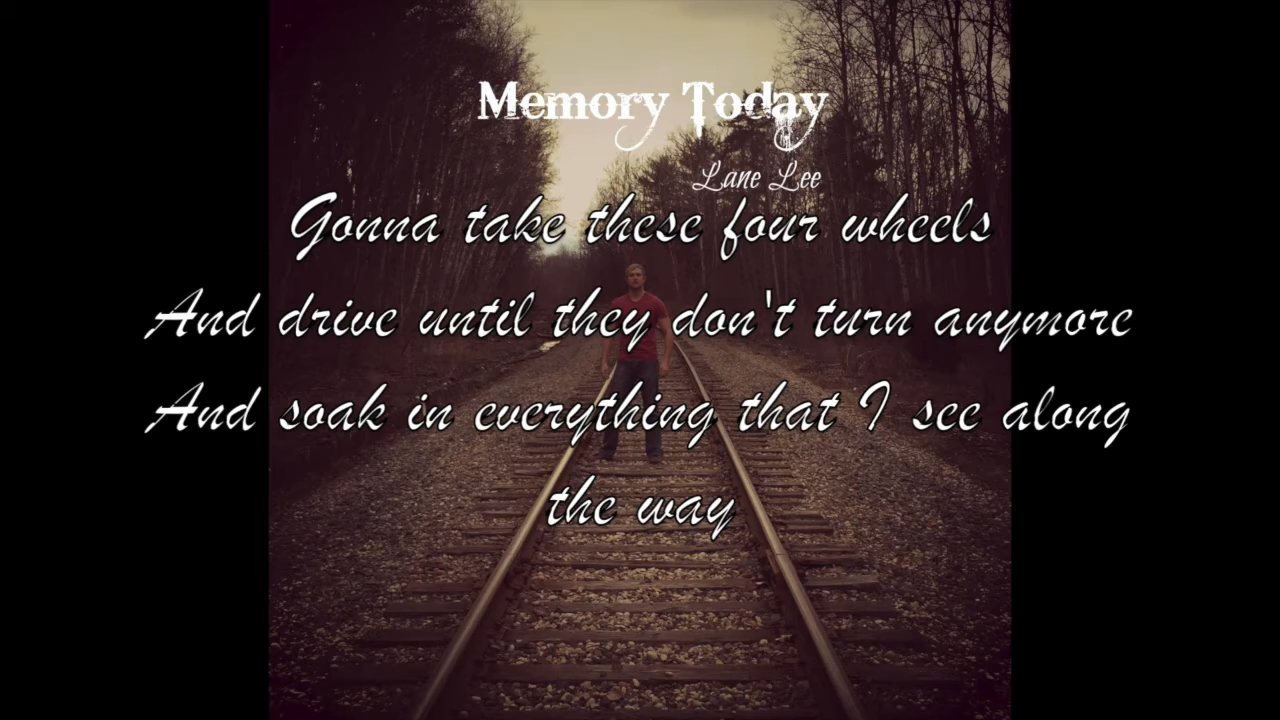 Memory Today
Lane Lee
Gonna take these four wheels
And drive until they don't turn anymore
And soak in everything that I see along
the way